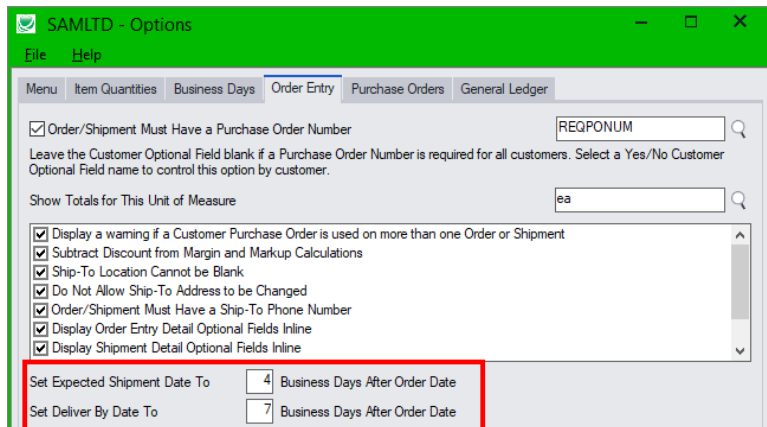 SAMLTD - Options
File Help
Menu Item Quantities Business Days Order Entry Purchase Orders General Ledger
Order/Shipment Must Have a Purchase Order Number REQPONUM
Leave the Customer Optional Field blank if a Purchase Order Number is required for all customers. Select a Yes/No Customer
Optional Field name to control this option by customer.
Show Totals for This Unit of Measure ea
Display a warning if a Customer Purchase Order is used on more than one Order or Shipment
Subtract Discount from Margin and Markup Calculations
Ship-To Location Cannot be Blank
Do Not Allow Ship-To Address to be Changed
Order/Shipment Must Have a Ship-To Phone Number
Display Order Entry Detail Optional Fields Inline
Display Shipment Detail Optional Fields Inline
Set Expected Shipment Date To 4 Business Days After Order Date
Set Deliver By Date To 7 Business Days After Order Date